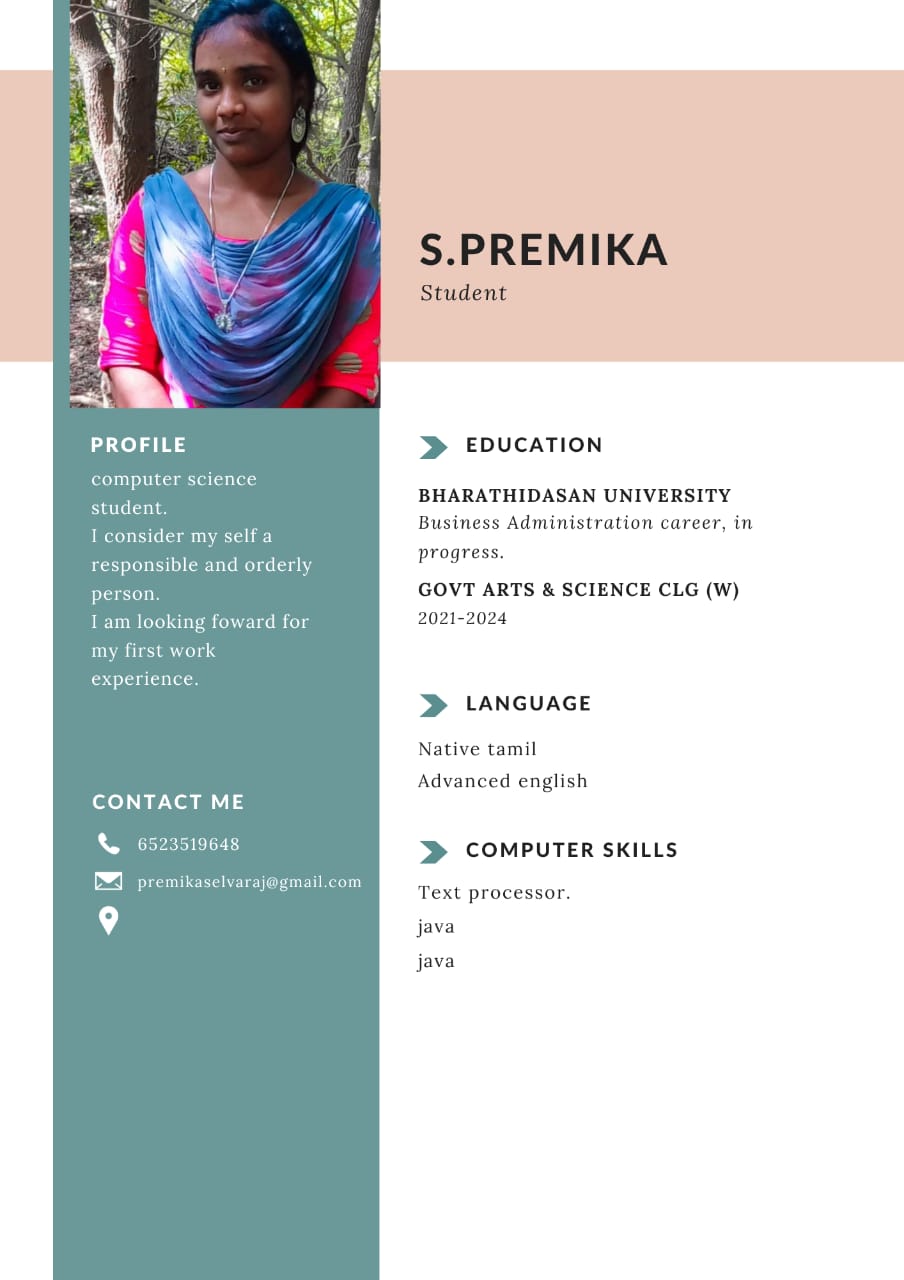 S.PREMIKA
Student
PROFILE
computer science
student.
I consider my self a
responsible and orderly
person.
I am looking foward for
my first work
experience.
CONTACT ME
6523519648
premikaselvaraj@gmail.com
EDUCATION
BHARATHIDASAN UNIVERSITY
Business Administration career, in
progress.
GOVT ARTS & SCIENCE CLG (W)
2021-2024
LANGUAGE
Native tamil
Advanced english
COMPUTER SKILLS
Text processor.
java
java